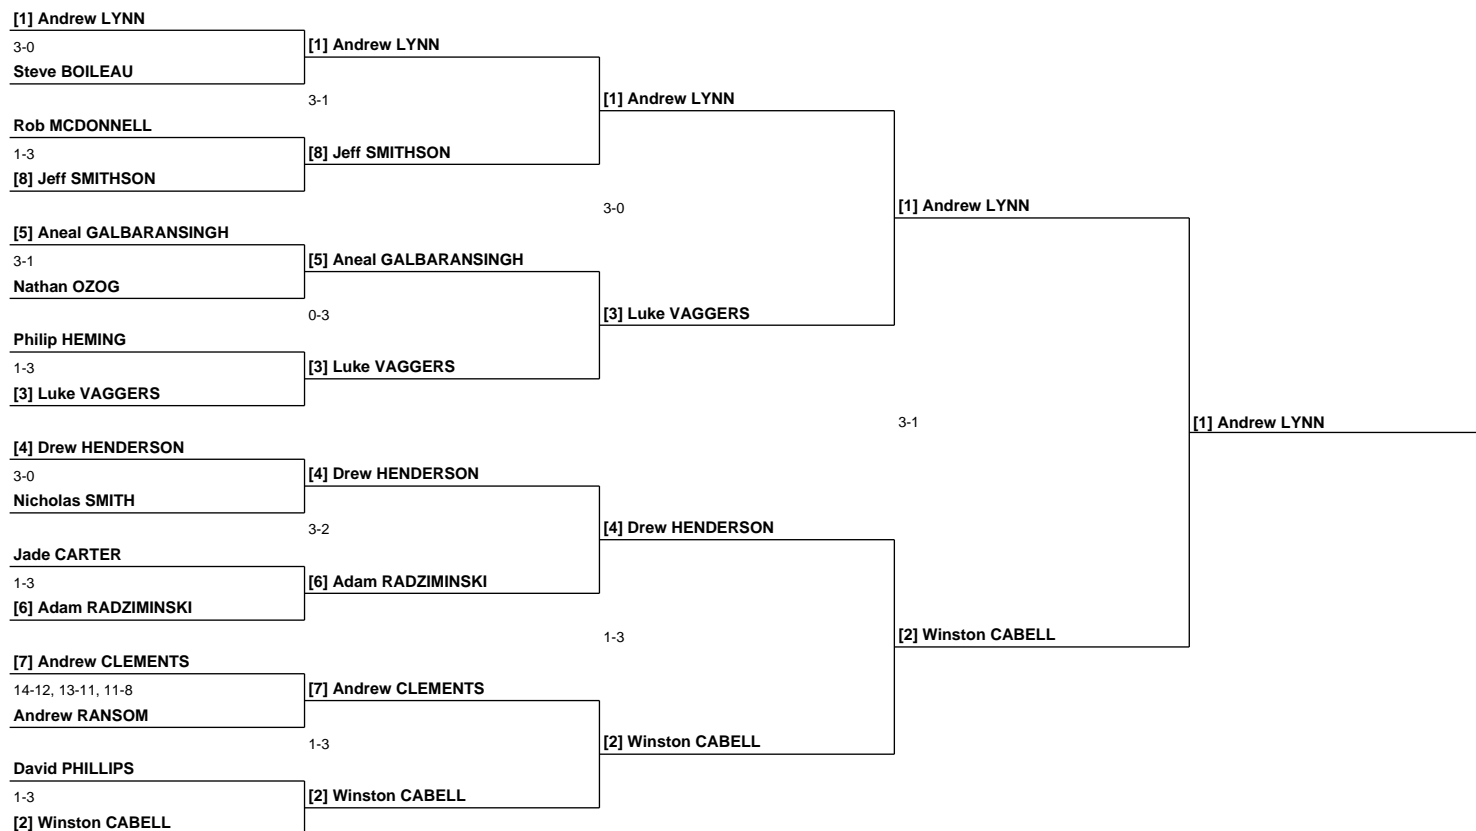 [1] Andrew LYNN
3-0
Steve BOILEAU
Rob MCDONNELL
1-3
[8] Jeff SMITHSON
[5] Aneal GALBARANSINGH
3-1
Nathan OZOG
Philip HEMING
1-3
[3] Luke VAGGERS
[4] Drew HENDERSON
3-0
Nicholas SMITH
Jade CARTER
1-3
[6] Adam RADZIMINSKI
[7] Andrew CLEMENTS
14-12, 13-11, 11-8
Andrew RANSOM
David PHILLIPS
1-3
[2] Winston CABELL
[1] Andrew LYNN
3-1
[8] Jeff SMITHSON
[5] Aneal GALBARANSINGH
0-3
[3] Luke VAGGERS
[4] Drew HENDERSON
3-2
[6] Adam RADZIMINSKI
[7] Andrew CLEMENTS
1-3
[2] Winston CABELL
[1] Andrew LYNN
3-0
[3] Luke VAGGERS
[4] Drew HENDERSON
1-3
[2] Winston CABELL
[1] Andrew LYNN
3-1
[2] Winston CABELL
[1] Andrew LYNN